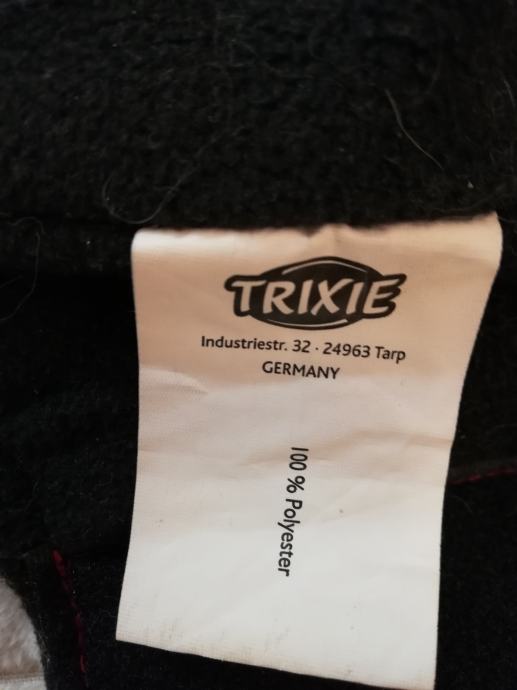 TRIXIE
Industriestr. 32 · 24963 Tarp
GERMANY
100 % Polyester